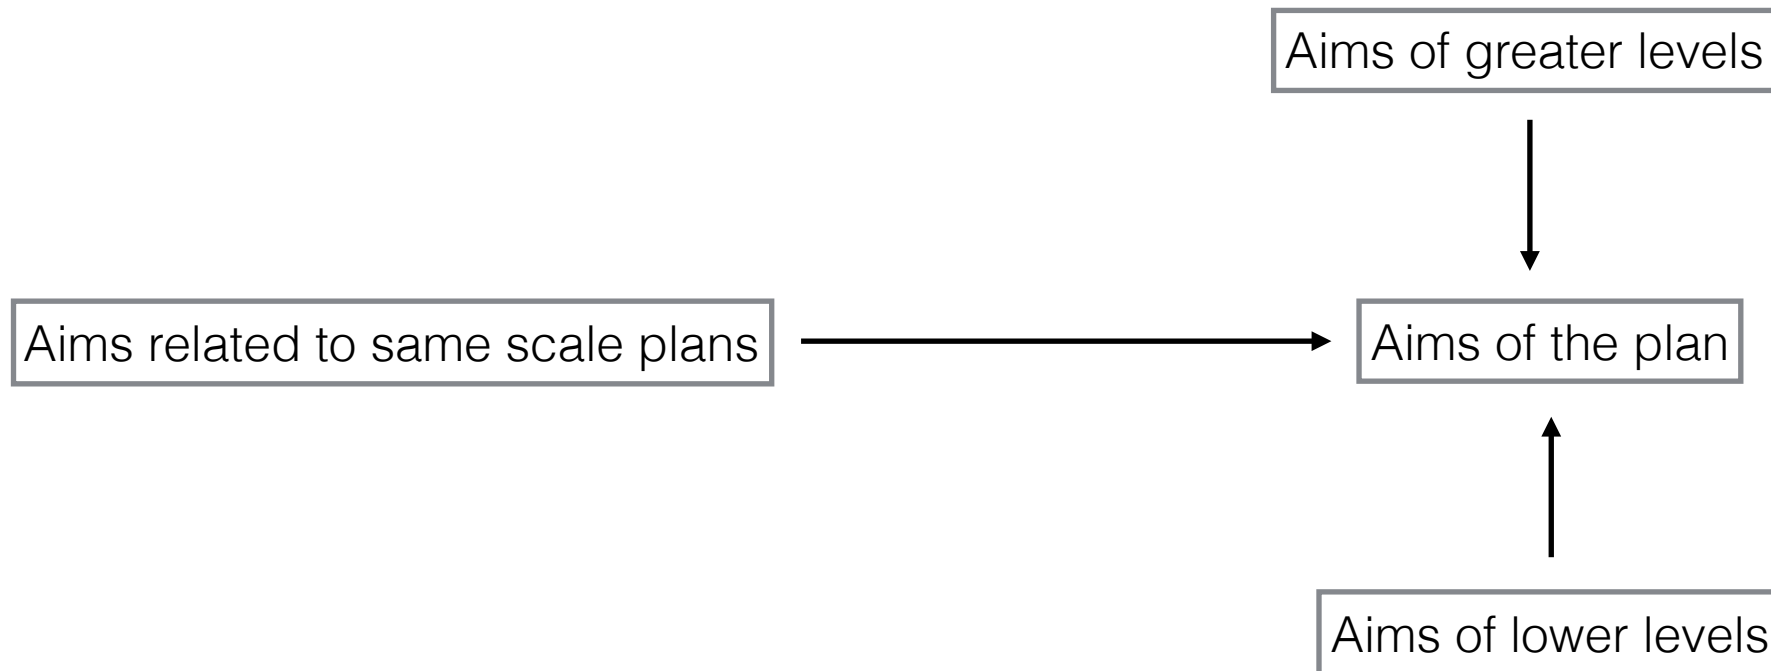 Aims of greater levels
Aims related to same scale plans
Aims of the plan
Aims of lower levels